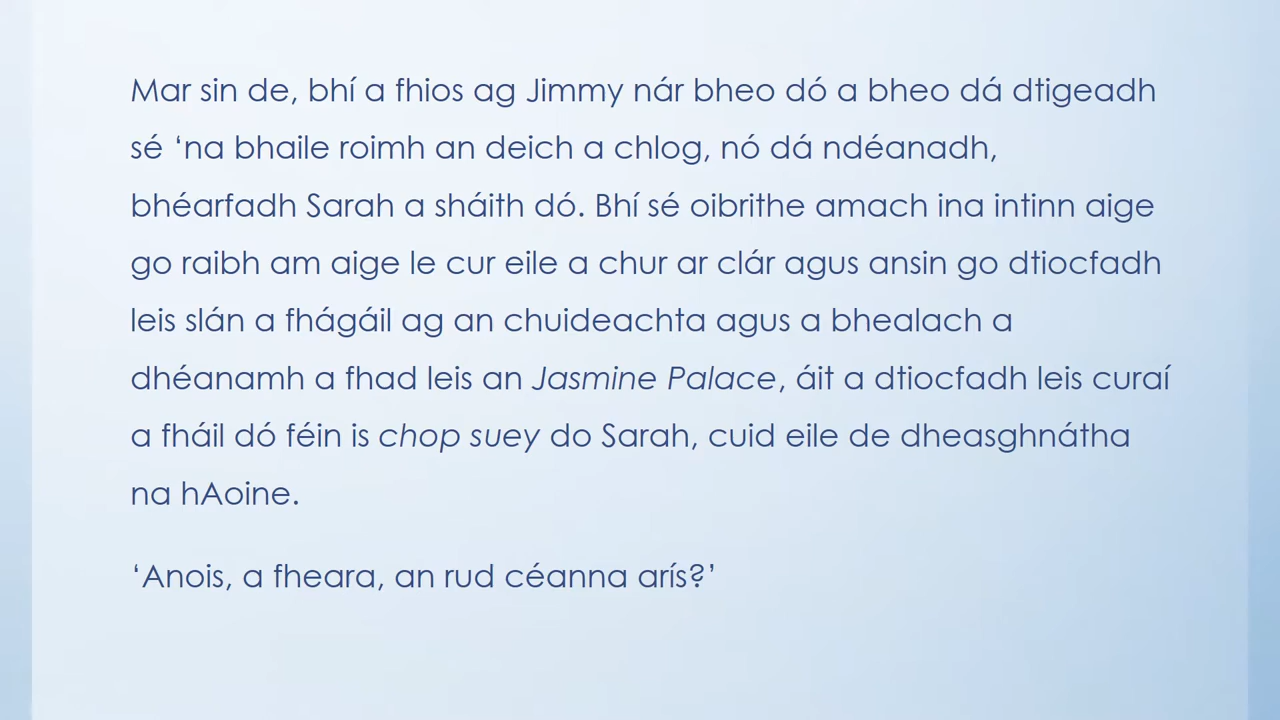 Mar sin de, bhí a fhios ag Jimmy nár bheo dó a bheo dá dtigeadh
sé ‘na bhaile roimh an deich a chlog, nó dá ndéanadh,
bhéarfadh Sarah a sháith dó. Bhí sé oibrithe amach ina intinn aige
go raibh am aige le cur eile a chur ar clár agus ansin go dtiocfadh
leis slán a fhágáil ag an chuideachta agus a bhealach a
dhéanamh a fhad leis an Jasmine Palace, áit a dtiocfadh leis curaí
a fháil dó féin is chop suey do Sarah, cuid eile de dheasghnátha
na hAoine.
‘Anois, a fheara, an rud céanna arís?’